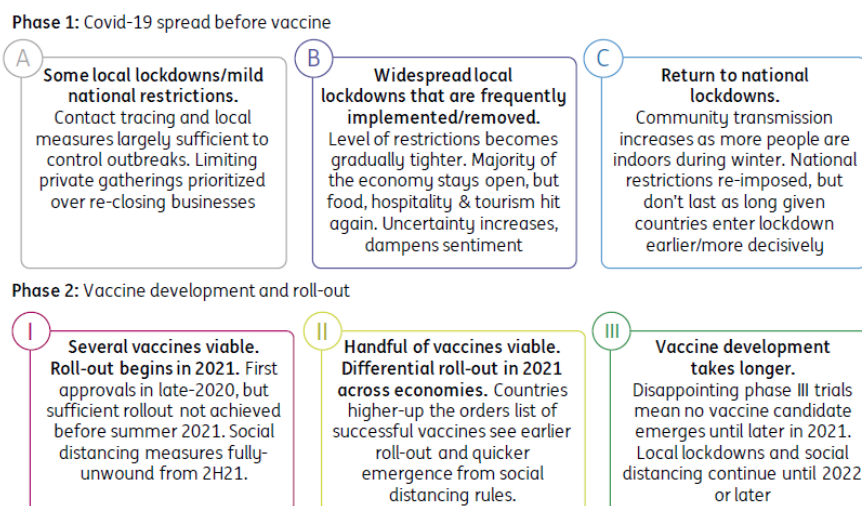 Phase 1: Covid-19 spread before vaccine
A
Some local lockdowns/mild
national restrictions.
Contact tracing and local
measures largely sufficient to
control outbreaks. Limiting
private gatherings prioritized
over re-closing businesses
B
Widespread local
lockdowns that are frequently
implemented/removed.
Level of restrictions becomes
gradually tighter. Majority of
the economy stays open, but
food, hospitality & tourism hit
again. Uncertainty increases,
dampens sentiment
C
Return to national
lockdowns.
Community transmission
increases as more people are
indoors during winter. National
restrictions re-imposed, but
don't last as long given
countries enter lockdown
earlier/more decisively
Phase 2: Vaccine development and roll-out
I
Several vaccines viable.
Roll-out begins in 2021. First
approvals in late-2020, but
sufficient rollout not achieved
before summer 2021. Social
distancing measures fully-
unwound from 2H21.
II
Handful of vaccines viable.
Differential roll-out in 2021
across economies. Countries
higher-up the orders list of
successful vaccines see earlier
roll-out and quicker
emergence from social
distancing rules.
III
Vaccine development
takes longer.
Disappointing phase III trials
mean no vaccine candidate
emerges until later in 2021.
Local lockdowns and social
distancing continue until 2022
or later